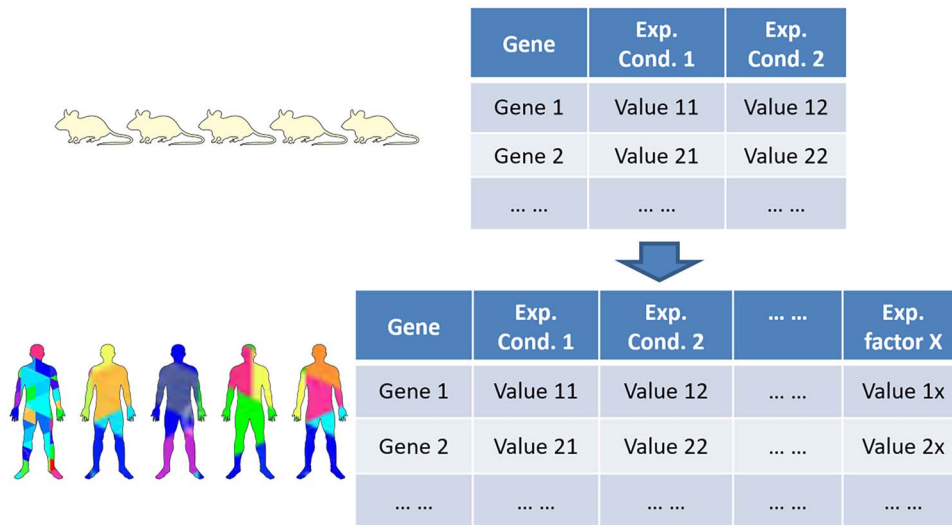 Gene Exp. Cond. 1 Exp. Cond. 2
Gene 1 Value 11 Value 12
Gene 2 Value 21 Value 22
... ... ... ... ... ...
Gene Exp. Cond. 1 Exp. Cond. 2 ... ... Exp. factor X
Gene 1 Value 11 Value 12 ... ... Value 1x
Gene 2 Value 21 Value 22 ... ... Value 2x
... ... ... ... ... ... ... ... ... ...